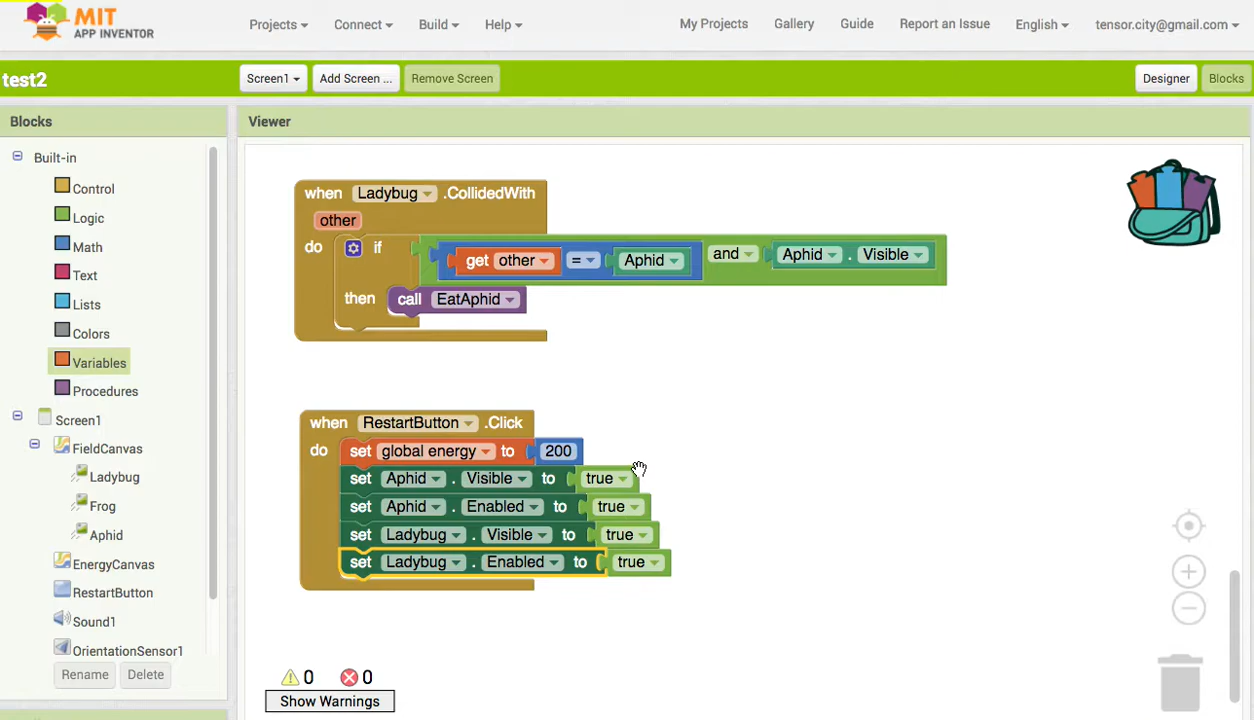 MIT
APP INVENTOR
Projects Connect Build Help My Projects Gallery Guide Report an Issue English tensor.city@gmail.com
test2 Screen1 Add Screen ... Remove Screen Designer Blocks
Blocks
Viewer
Built-in
Control
Logic
Math
Text
Lists
Colors
Variables
Procedures
Screen1
FieldCanvas
Ladybug
Frog
Aphid
EnergyCanvas
RestartButton
Sound1
OrientationSensor1
Rename Delete
when Ladybug .CollidedWith
other
do if get other = Aphid and Aphid . Visible
then call EatAphid
when RestartButton .Click
do set global energy to 200
set Aphid . Visible to true
set Aphid . Enabled to true
set Ladybug . Visible to true
set Ladybug . Enabled to true
0 0
Show Warnings